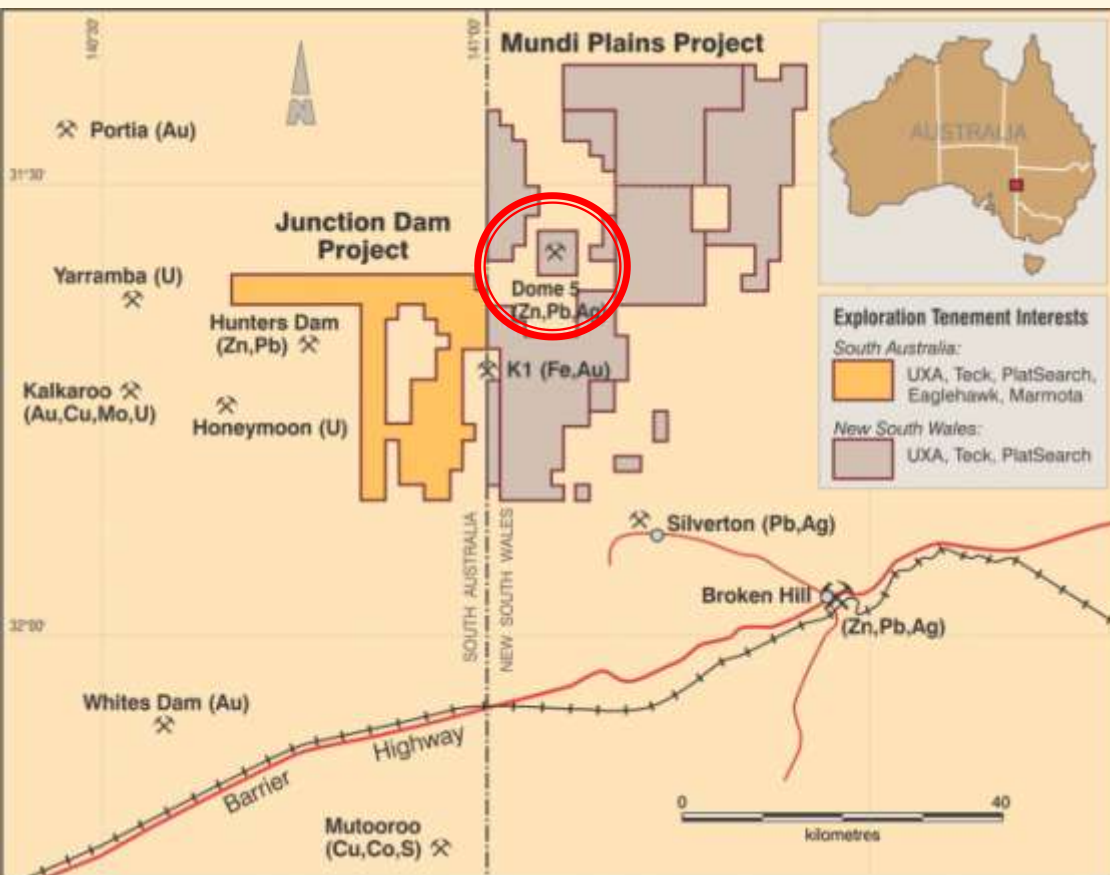 140°30'
141°00'
Mundi Plains Project
Portia (Au)
AUSTRALIA
31°30'
Junction Dam
Project
Yarramba (U)
Dome 5
(Zn,Pb,Ag)
Hunters Dam
(Zn,Pb)
K1 (Fe,Au)
Kalkaroo
(Au,Cu,Mo,U)
Honeymoon (U)
Exploration Tenement Interests
South Australia:
UXA, Teck, PlatSearch,
Eaglehawk, Marmota
New South Wales:
UXA, Teck, PlatSearch
SOUTH AUSTRALIA
NEW SOUTH WALES
Silverton (Pb,Ag)
Broken Hill
(Zn,Pb,Ag)
32°00'
Whites Dam (Au)
Barrier Highway
Mutooroo
(Cu,Co,S)
0 40
kilometres
N